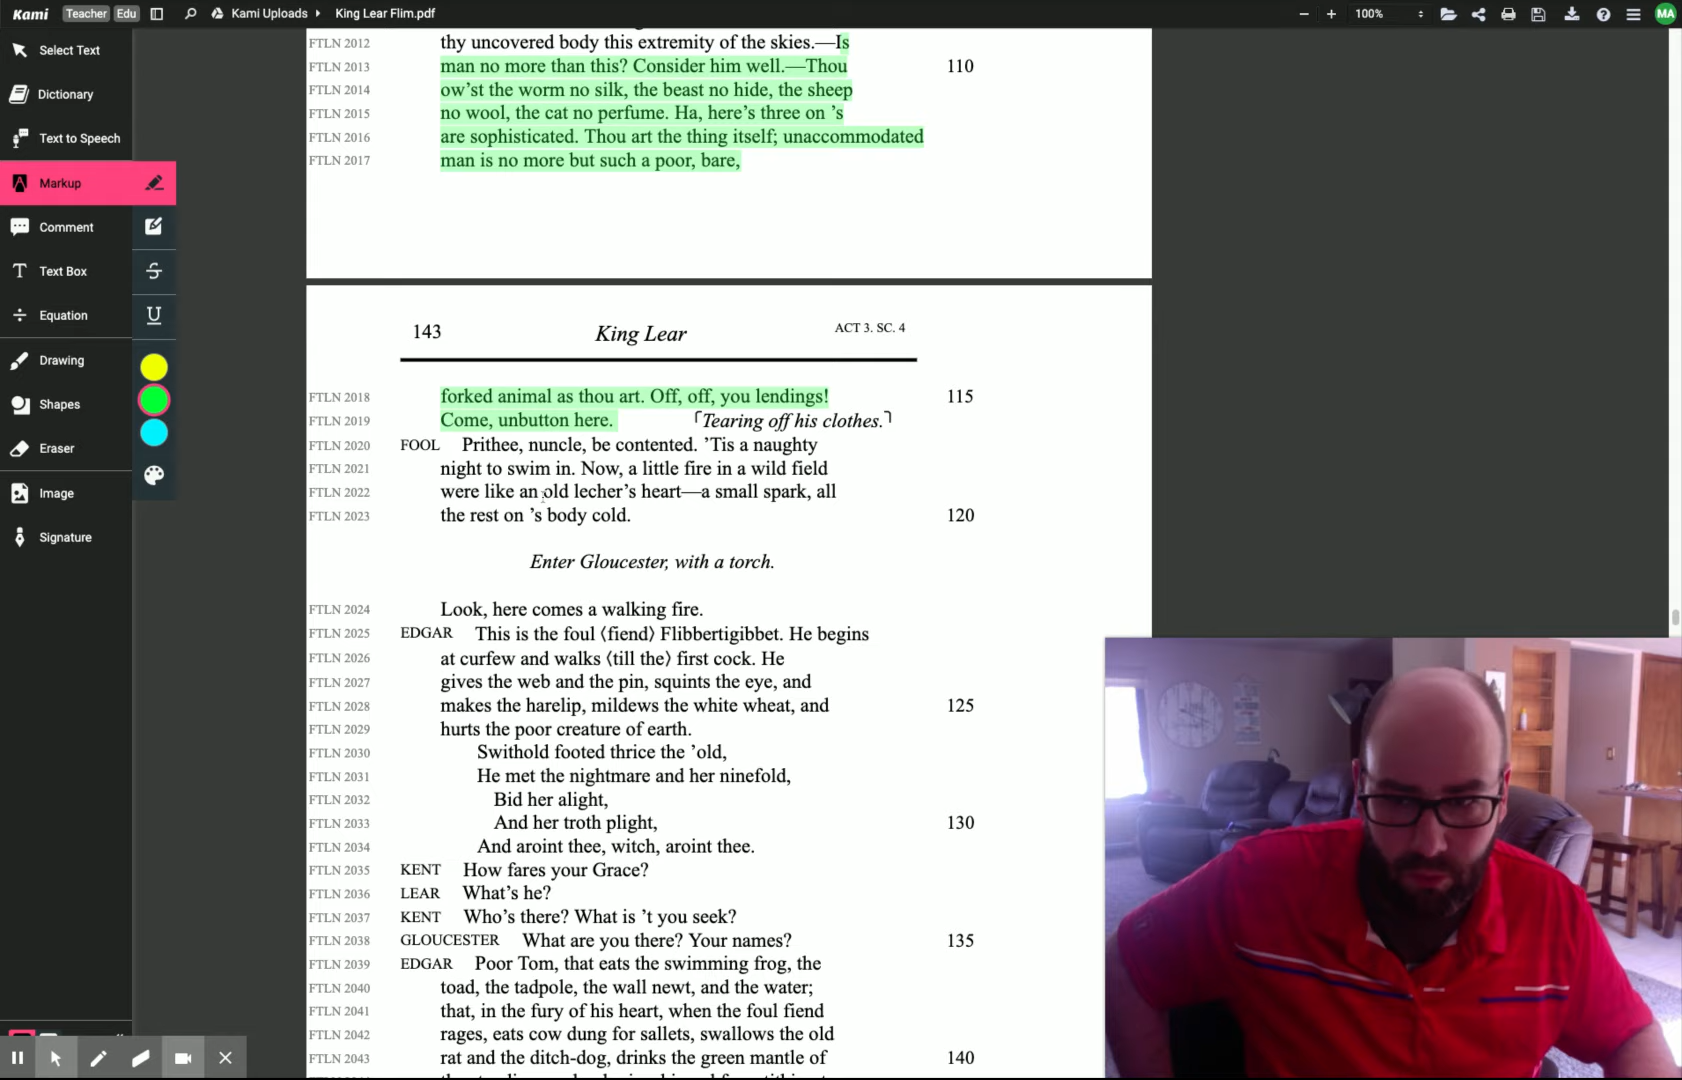 Kami Teacher Edu Kami Uploads King Lear Flim.pdf 100% MA
Select Text
Dictionary
Text to Speech
Markup
Comment
Text Box
Equation
Drawing
Shapes
Eraser
Image
Signature
FTLN 2012 thy uncovered body this extremity of the skies.—Is
FTLN 2013 man no more than this? Consider him well.—Thou 110
FTLN 2014 ow’st the worm no silk, the beast no hide, the sheep
FTLN 2015 no wool, the cat no perfume. Ha, here’s three on ’s
FTLN 2016 are sophisticated. Thou art the thing itself; unaccommodated
FTLN 2017 man is no more but such a poor, bare,
143 King Lear ACT 3. SC. 4
FTLN 2018 forked animal as thou art. Off, off, you lendings! 115
FTLN 2019 Come, unbutton here. ⌜Tearing off his clothes.⌝
FTLN 2020 FOOL Prithee, nuncle, be contented. ’Tis a naughty
FTLN 2021 night to swim in. Now, a little fire in a wild field
FTLN 2022 were like an old lecher’s heart—a small spark, all
FTLN 2023 the rest on ’s body cold. 120
Enter Gloucester, with a torch.
FTLN 2024 Look, here comes a walking fire.
FTLN 2025 EDGAR This is the foul ⟨fiend⟩ Flibbertigibbet. He begins
FTLN 2026 at curfew and walks ⟨till the⟩ first cock. He
FTLN 2027 gives the web and the pin, squints the eye, and
FTLN 2028 makes the harelip, mildews the white wheat, and 125
FTLN 2029 hurts the poor creature of earth.
FTLN 2030 Swithold footed thrice the ’old,
FTLN 2031 He met the nightmare and her ninefold,
FTLN 2032 Bid her alight,
FTLN 2033 And her troth plight, 130
FTLN 2034 And aroint thee, witch, aroint thee.
FTLN 2035 KENT How fares your Grace?
FTLN 2036 LEAR What’s he?
FTLN 2037 KENT Who’s there? What is ’t you seek?
FTLN 2038 GLOUCESTER What are you there? Your names? 135
FTLN 2039 EDGAR Poor Tom, that eats the swimming frog, the
FTLN 2040 toad, the tadpole, the wall newt, and the water;
FTLN 2041 that, in the fury of his heart, when the foul fiend
FTLN 2042 rages, eats cow dung for sallets, swallows the old
FTLN 2043 rat and the ditch-dog, drinks the green mantle of 140